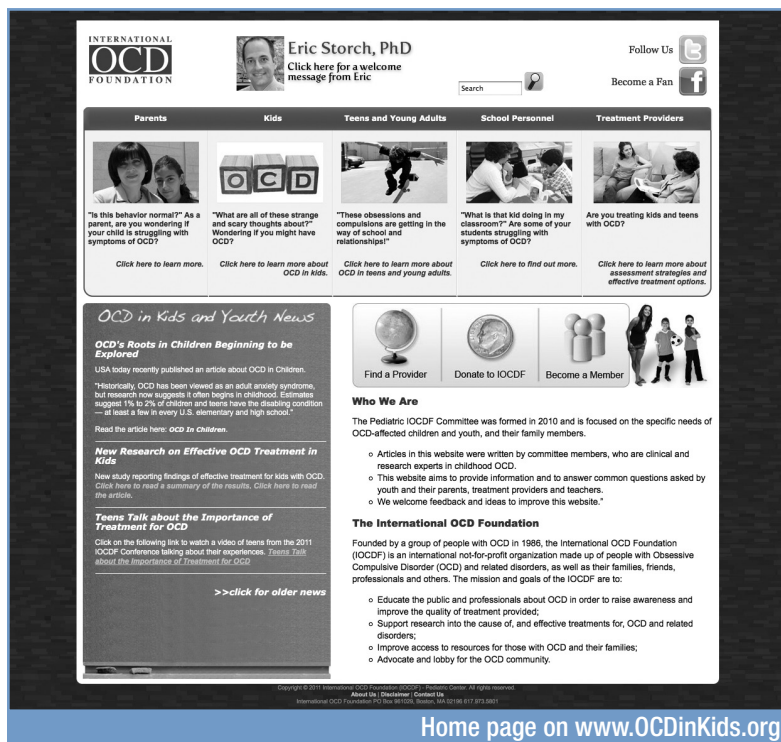 INTERNATIONAL
OCD
FOUNDATION
Eric Storch, PhD
Click here for a welcome
message from Eric
Search
Follow Us
Become a Fan
Parents
Kids
Teens and Young Adults
School Personnel
Treatment Providers
OCD
"Is this behavior normal?" As a
parent, are you wondering if
your child is struggling with
symptoms of OCD?
Click here to learn more.
"What are all of these strange
and scary thoughts about?"
Wondering if you might have
OCD?
Click here to learn more about
OCD in kids.
"These obsessions and
compulsions are getting in the
way of school and
relationships!"
Click here to learn more about
OCD in teens and young adults.
"What is that kid doing in my
classroom?" Are some of your
students struggling with
symptoms of OCD?
Click here to find out more.
Are you treating kids and teens
with OCD?
Click here to learn more about
assessment strategies and
effective treatment options.
OCD in Kids and Youth News
OCD's Roots in Children Beginning to be
Explored
USA today recently published an article about OCD in Children.
"Historically, OCD has been viewed as an adult anxiety syndrome,
but research now suggests it often begins in childhood. Estimates
suggest 1% to 2% of children and teens have the disabling condition
— at least a few in every U.S. elementary and high school."
Read the article here: OCD In Children.
New Research on Effective OCD Treatment in
Kids
New study reporting findings of effective treatment for kids with OCD.
Click here to read a summary of the results. Click here to read
the article.
Teens Talk about the Importance of
Treatment for OCD
Click on the following link to watch a video of teens from the 2011
IOCDF Conference talking about their experiences. Teens Talk
about the Importance of Treatment for OCD
>>click for older news
Find a Provider
Donate to IOCDF
Become a Member
Who We Are
The Pediatric IOCDF Committee was formed in 2010 and is focused on the specific needs of
OCD-affected children and youth, and their family members.
Articles in this website were written by committee members, who are clinical and
research experts in childhood OCD.
This website aims to provide information and to answer common questions asked by
youth and their parents, treatment providers and teachers.
We welcome feedback and ideas to improve this website."
The International OCD Foundation
Founded by a group of people with OCD in 1986, the International OCD Foundation
(IOCDF) is an international not-for-profit organization made up of people with Obsessive
Compulsive Disorder (OCD) and related disorders, as well as their families, friends,
professionals and others. The mission and goals of the IOCDF are to:
Educate the public and professionals about OCD in order to raise awareness and
improve the quality of treatment provided;
Support research into the cause of, and effective treatments for, OCD and related
disorders;
Improve access to resources for those with OCD and their families;
Advocate and lobby for the OCD community.
Copyright © 2011 International OCD Foundation (IOCDF) - Pediatric Center. All rights reserved.
About Us | Disclaimer | Contact Us
International OCD Foundation PO Box 961029, Boston, MA 02196 617.973.5801
Home page on www.OCDinKids.org